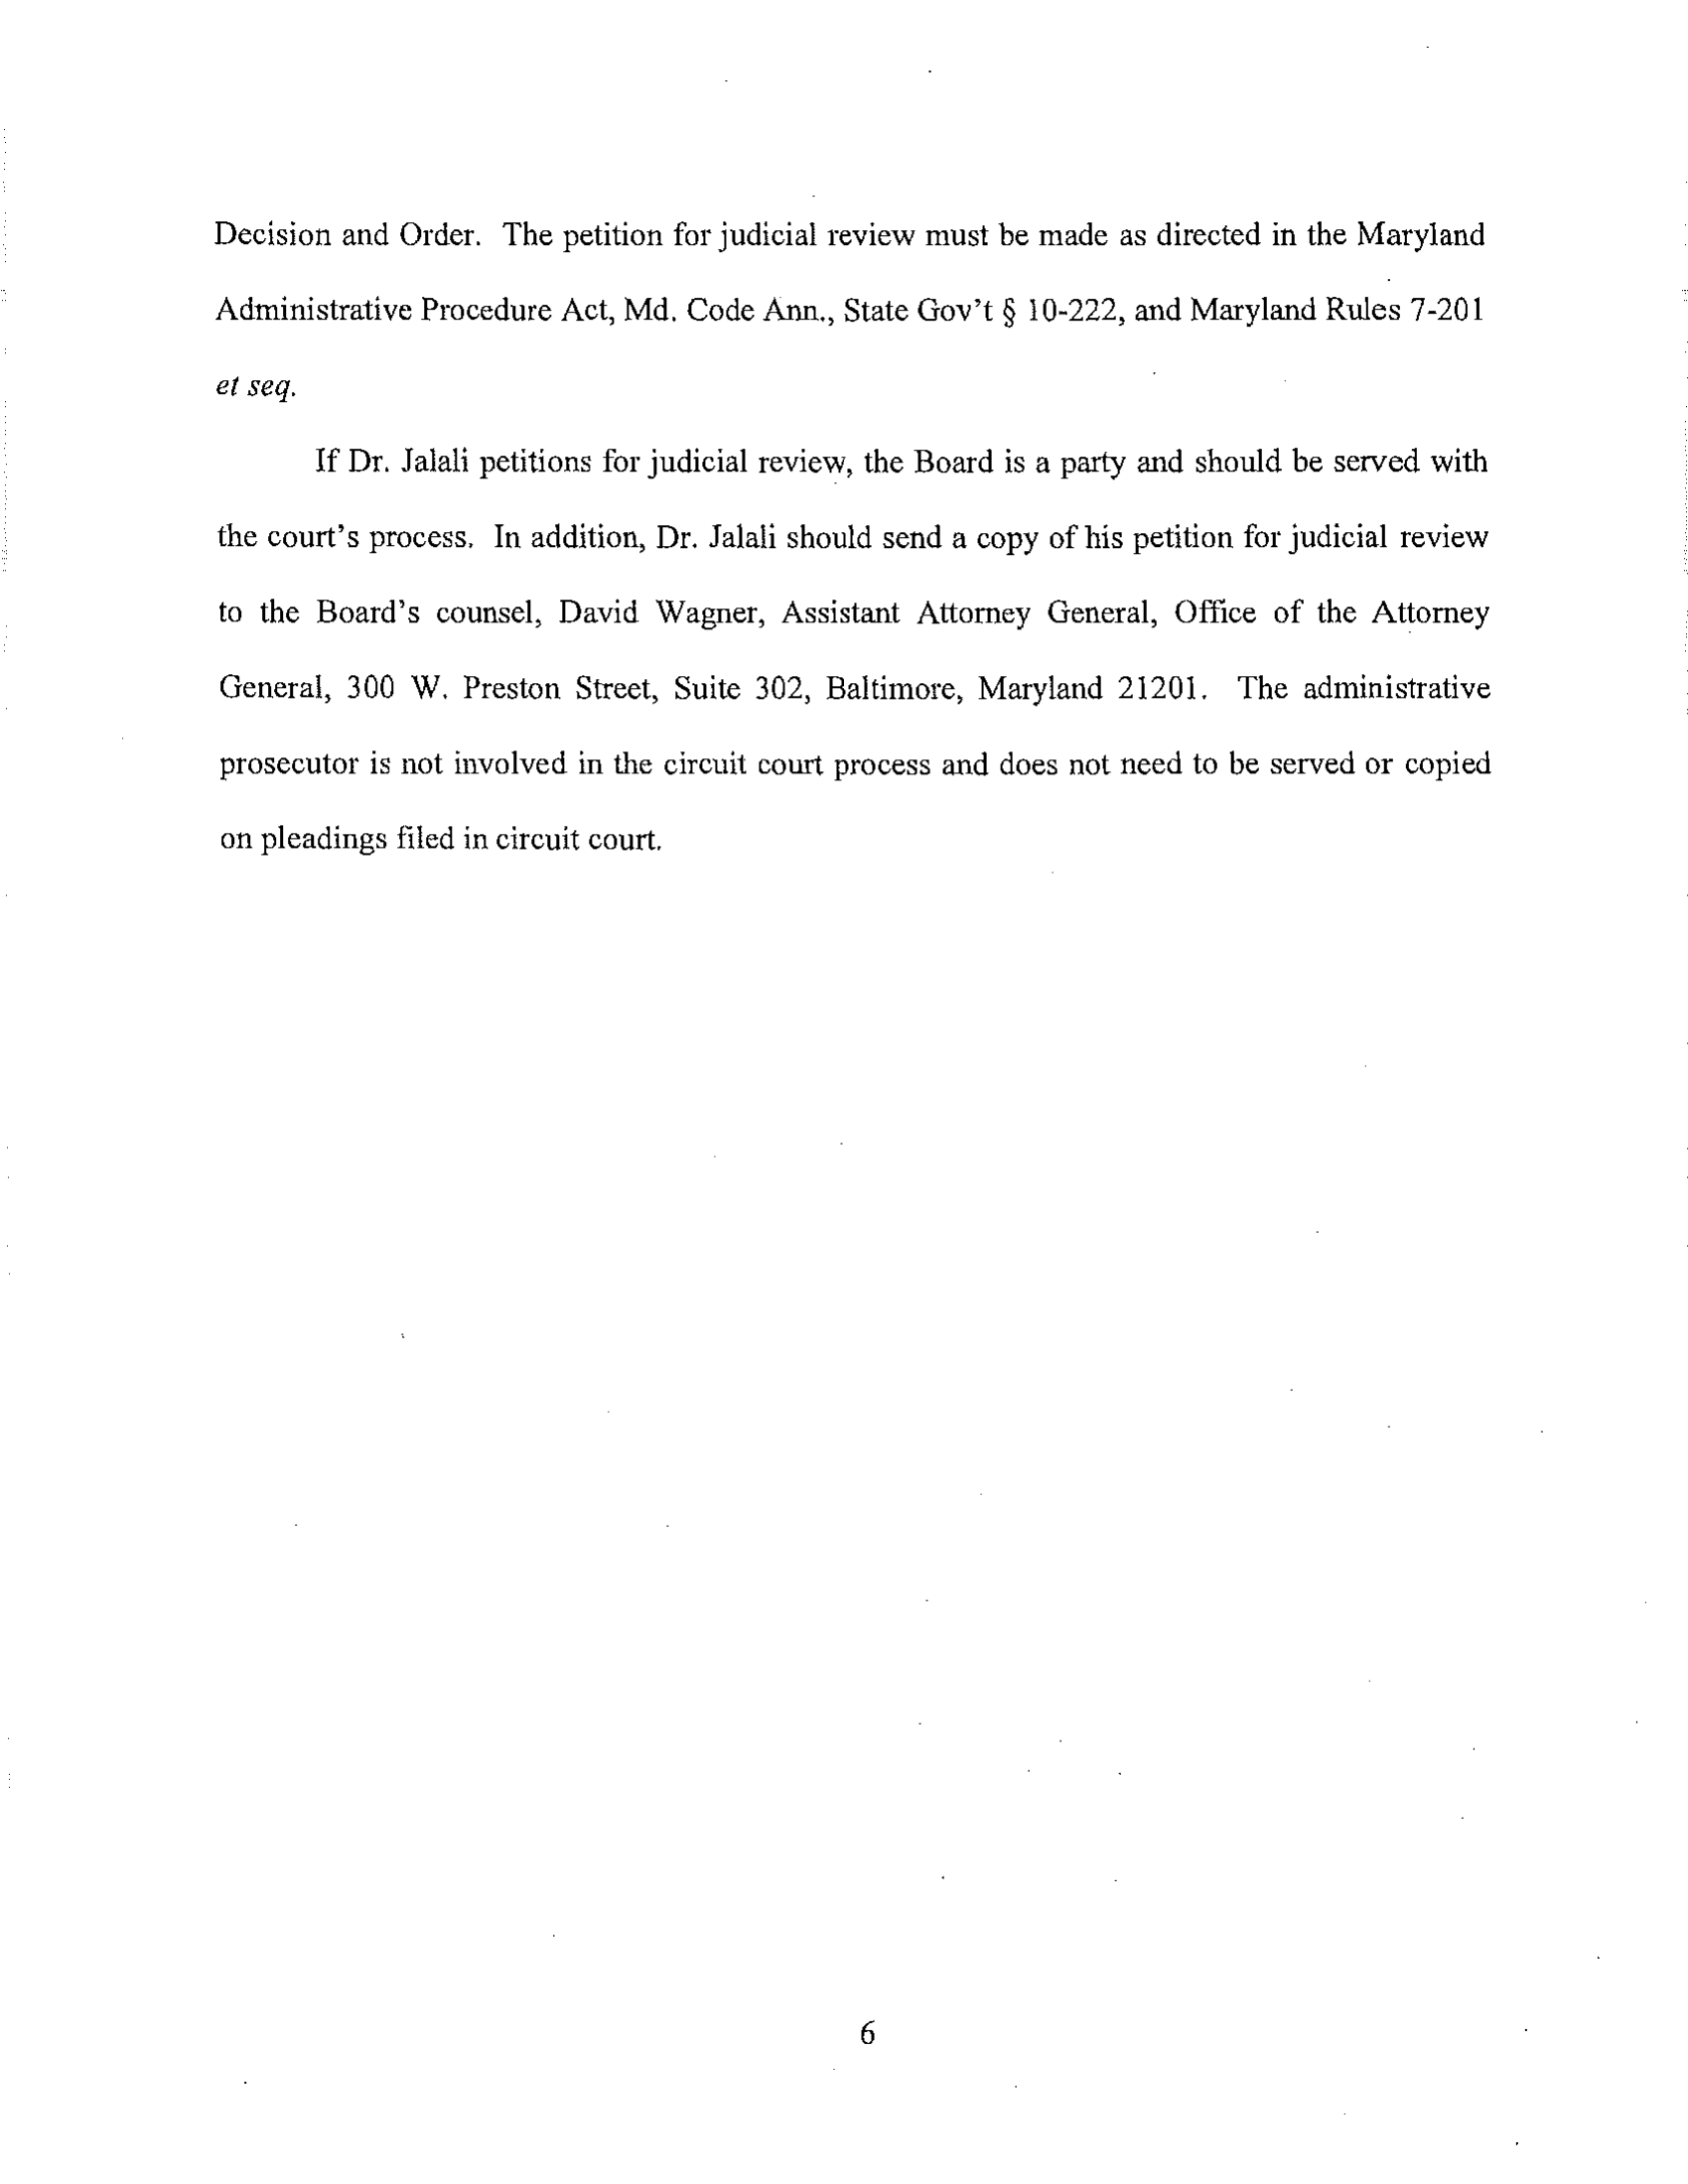 Decision and Order. The petition for judicial review must be made as directed in the Maryland
Administrative Procedure Act, Md. Code Ann., State Gov't § 10-222, and Maryland Rules 7-201
et seq.
If Dr. Jalali petitions for judicial review, the Board is a party and should be served with
the court's process. In addition, Dr. Jalali should send a copy of his petition for judicial review
to the Board's counsel, David Wagner, Assistant Attorney General, Office of the Attorney
General, 300 W. Preston Street, Suite 302, Baltimore, Maryland 21201. The administrative
prosecutor is not involved in the circuit court process and does not need to be served or copied
on pleadings filed in circuit court.
6